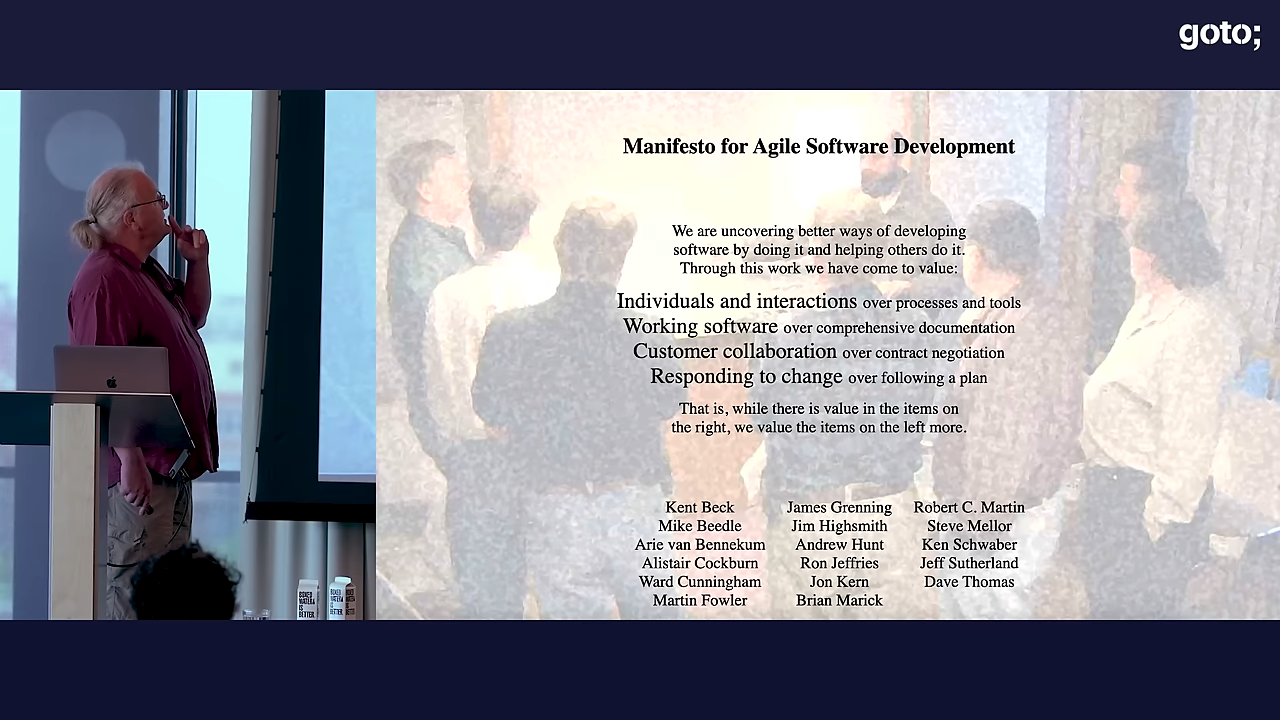 goto;
Manifesto for Agile Software Development
We are uncovering better ways of developing
software by doing it and helping others do it.
Through this work we have come to value:
Individuals and interactions over processes and tools
Working software over comprehensive documentation
Customer collaboration over contract negotiation
Responding to change over following a plan
That is, while there is value in the items on
the right, we value the items on the left more.
Kent Beck
Mike Beedle
Arie van Bennekum
Alistair Cockburn
Ward Cunningham
Martin Fowler
James Grenning
Jim Highsmith
Andrew Hunt
Ron Jeffries
Jon Kern
Brian Marick
Robert C. Martin
Steve Mellor
Ken Schwaber
Jeff Sutherland
Dave Thomas
BOXED
WATER
IS
BETTER